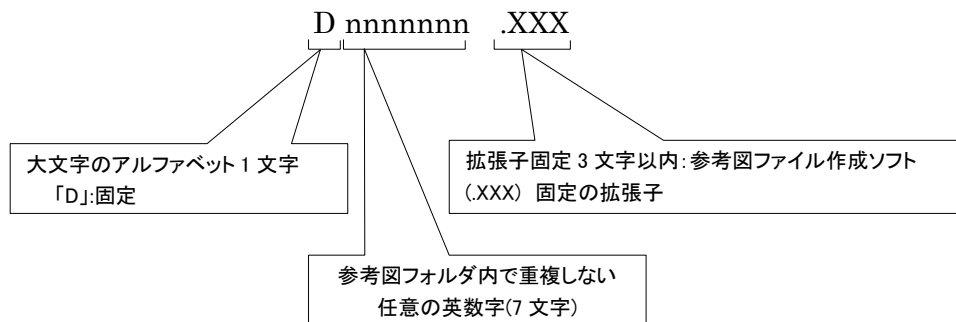 D nnnnnnn .XXX
大文字のアルファベット 1 文字
「D」:固定
拡張子固定 3 文字以内：参考図ファイル作成ソフト
(.XXX) 固定の拡張子
参考図フォルダ内で重複しない
任意の英数字(7 文字)